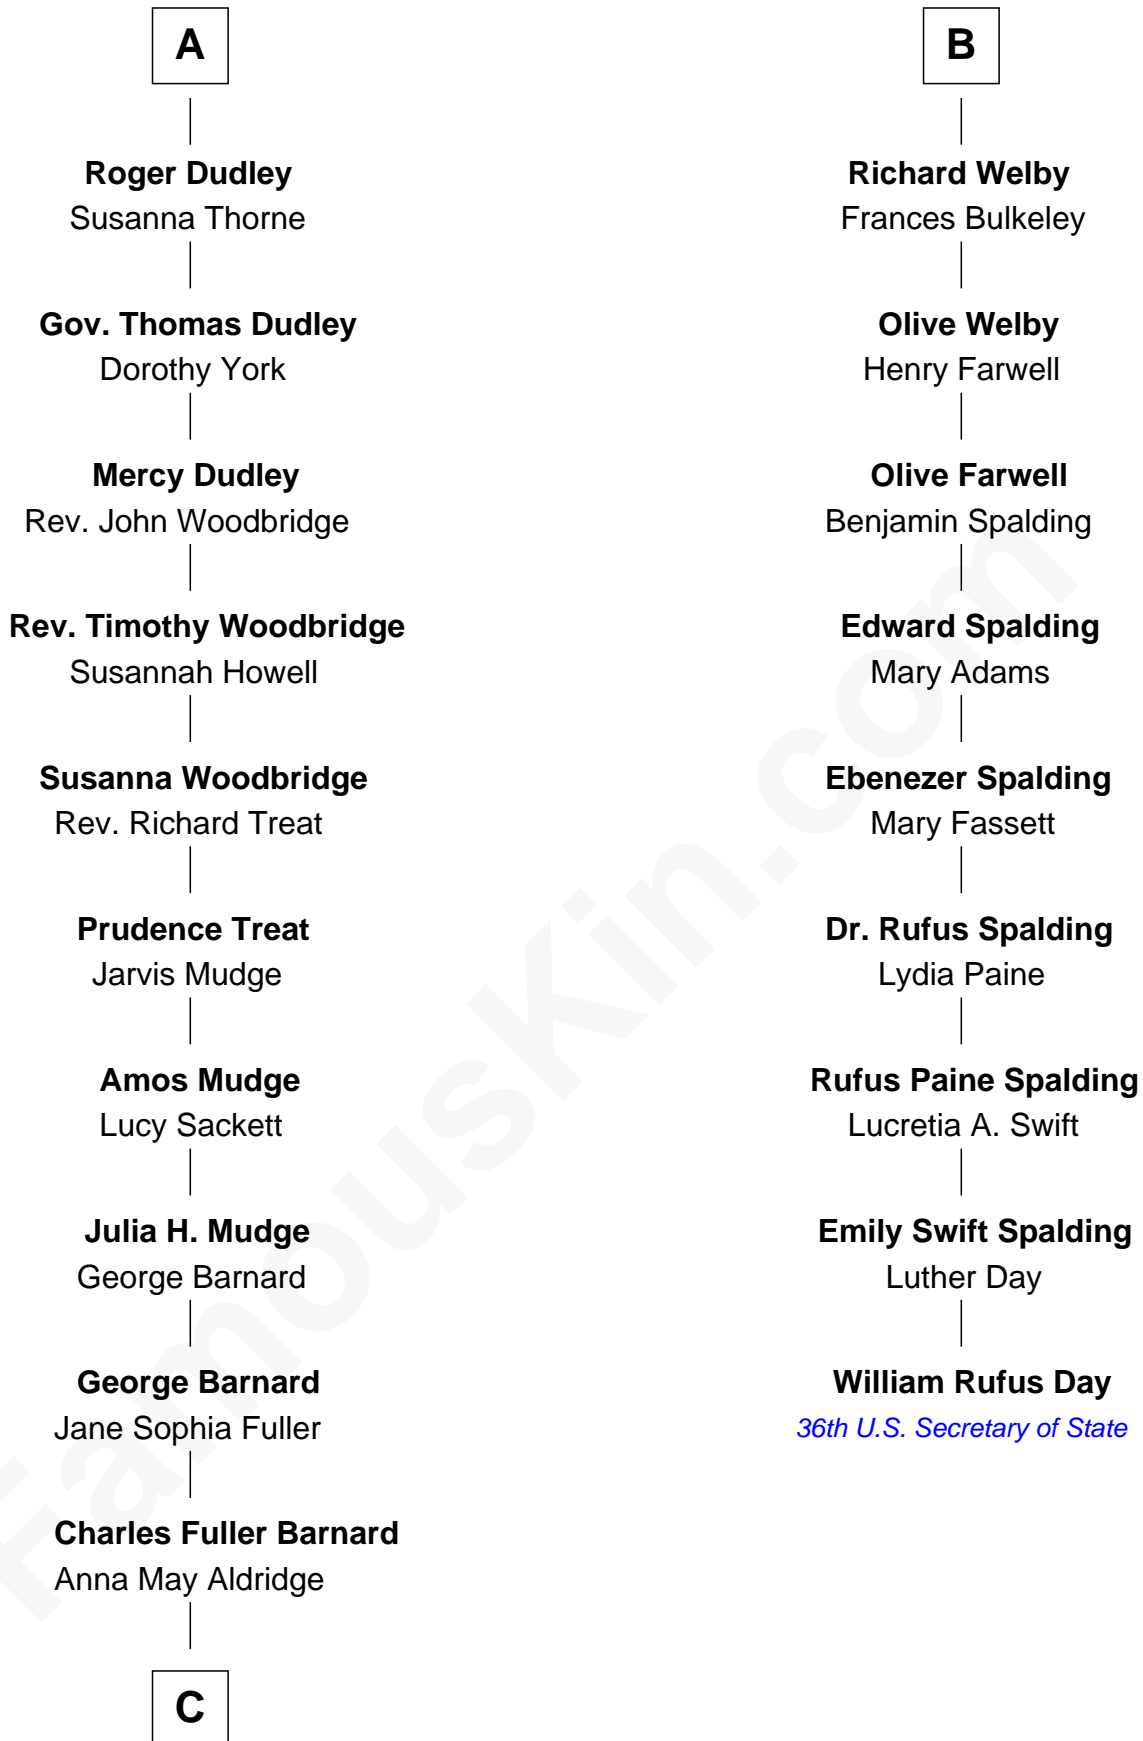 A
Roger Dudley
Susanna Thorne
Gov. Thomas Dudley
Dorothy York
Mercy Dudley
Rev. John Woodbridge
Rev. Timothy Woodbridge
Susannah Howell
Susanna Woodbridge
Rev. Richard Treat
Prudence Treat
Jarvis Mudge
Amos Mudge
Lucy Sackett
Julia H. Mudge
George Barnard
George Barnard
Jane Sophia Fuller
Charles Fuller Barnard
Anna May Aldridge
C
B
Richard Welby
Frances Bulkeley
Olive Welby
Henry Farwell
Olive Farwell
Benjamin Spalding
Edward Spalding
Mary Adams
Ebenezer Spalding
Mary Fassett
Dr. Rufus Spalding
Lydia Paine
Rufus Paine Spalding
Lucretia A. Swift
Emily Swift Spalding
Luther Day
William Rufus Day
36th U.S. Secretary of State
FamousKin.com